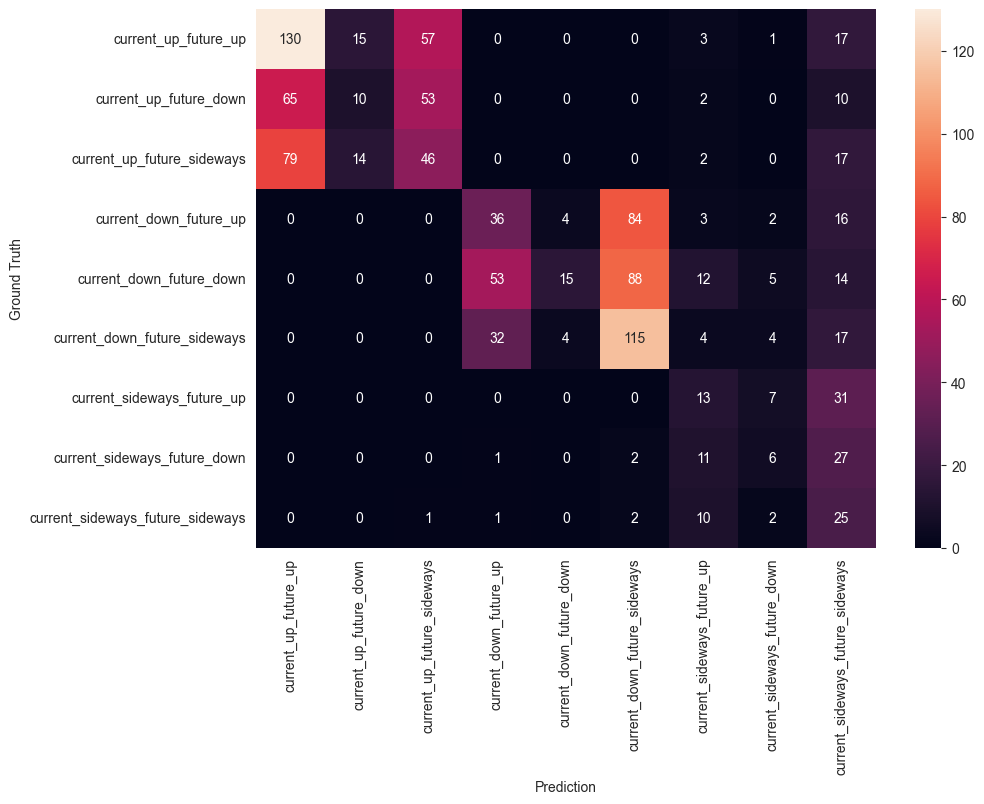 current_up_future_up 130 15 57 0 0 0 3 1 17
current_up_future_down 65 10 53 0 0 0 2 0 10
current_up_future_sideways 79 14 46 0 0 0 2 0 17
current_down_future_up 0 0 0 36 4 84 3 2 16
current_down_future_down 0 0 0 53 15 88 12 5 14
current_down_future_sideways 0 0 0 32 4 115 4 4 17
current_sideways_future_up 0 0 0 0 0 0 13 7 31
current_sideways_future_down 0 0 0 1 0 2 11 6 27
current_sideways_future_sideways 0 0 1 1 0 2 10 2 25
Ground Truth
current_up_future_up
current_up_future_down
current_up_future_sideways
current_down_future_up
current_down_future_down
current_down_future_sideways
current_sideways_future_up
current_sideways_future_down
current_sideways_future_sideways
Prediction
120
100
80
60
40
20
0